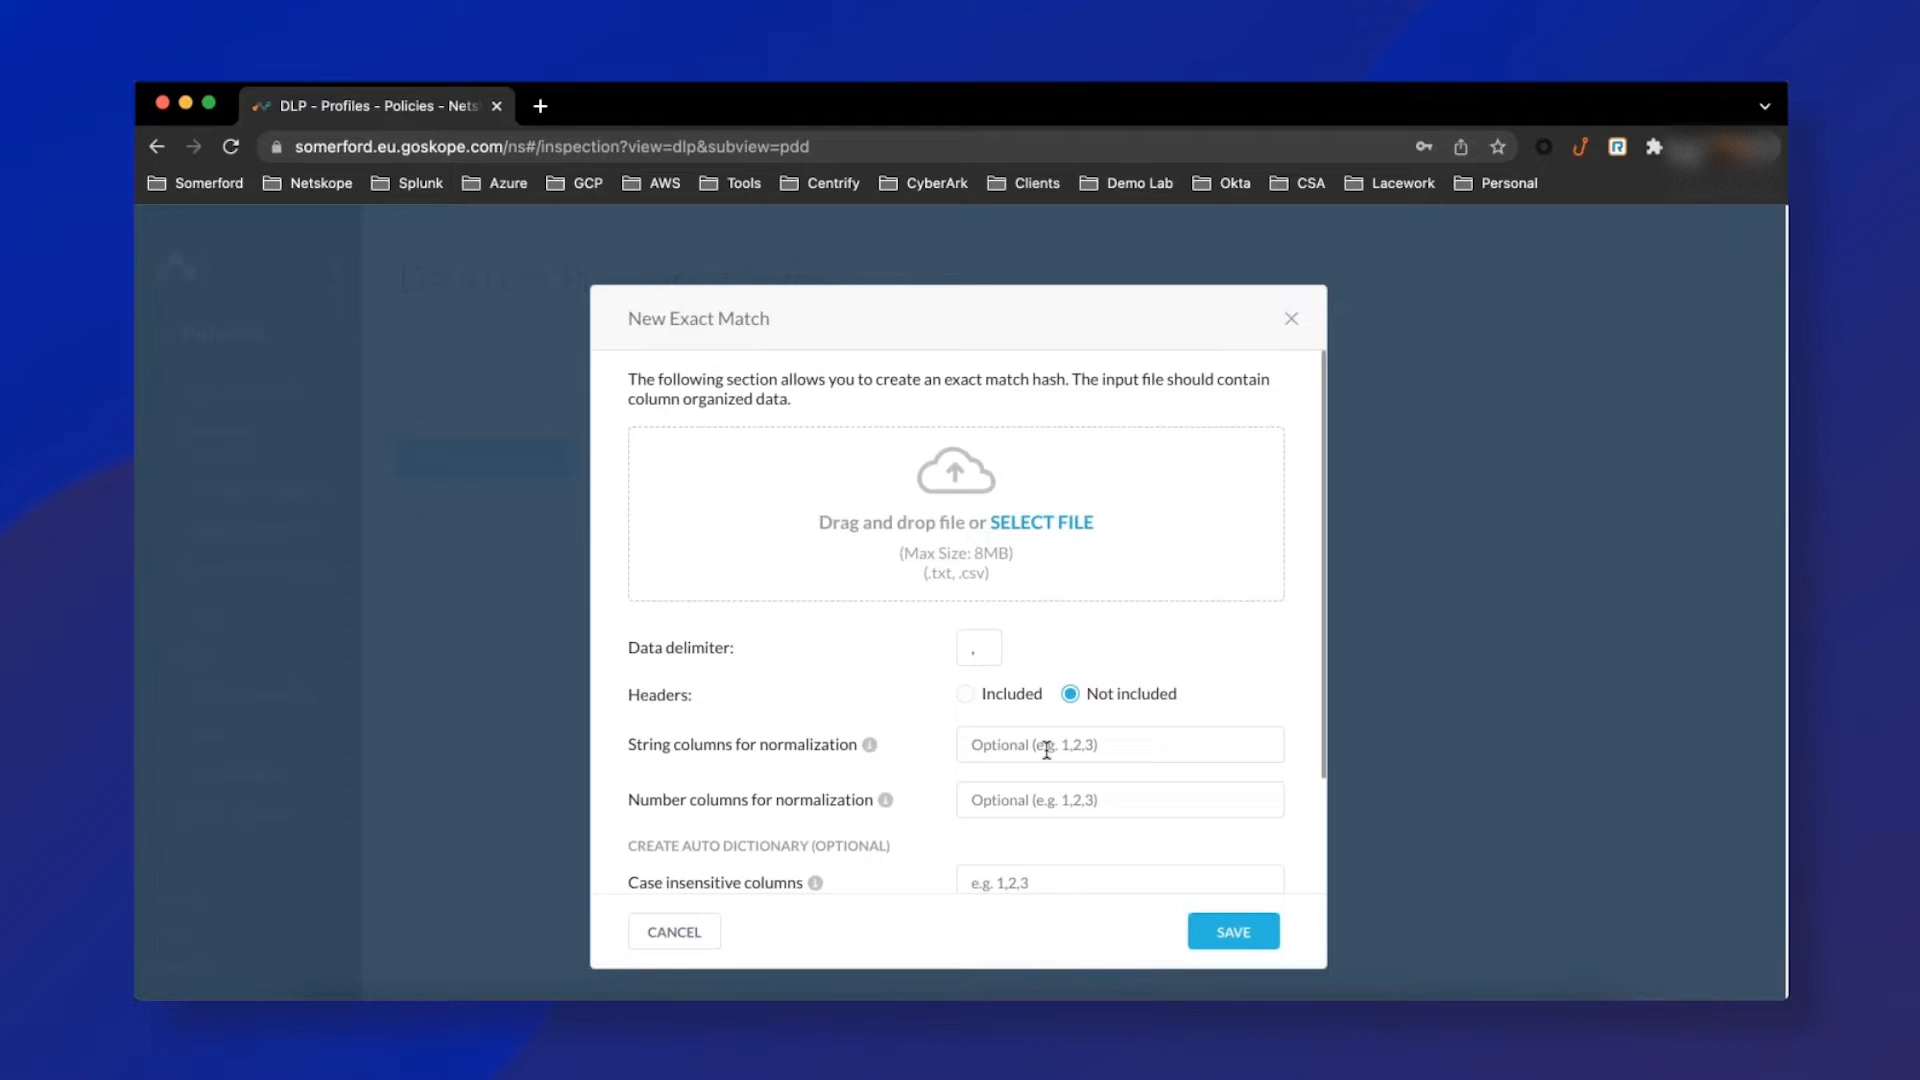 DLP - Profiles - Policies - Nets
somerford.eu.goskope.com/ns#/inspection?view=dlp&subview=pdd
Somerford Netskope Splunk Azure GCP AWS Tools Centrify CyberArk Clients Demo Lab Okta CSA Lacework Personal
New Exact Match
The following section allows you to create an exact match hash. The input file should contain
column organized data.
Drag and drop file or SELECT FILE
(Max Size: 8MB)
(.txt, .csv)
Data delimiter: ,
Headers: Included Not included
String columns for normalization Optional (e.g. 1,2,3)
Number columns for normalization Optional (e.g. 1,2,3)
CREATE AUTO DICTIONARY (OPTIONAL)
Case insensitive columns e.g. 1,2,3
CANCEL SAVE